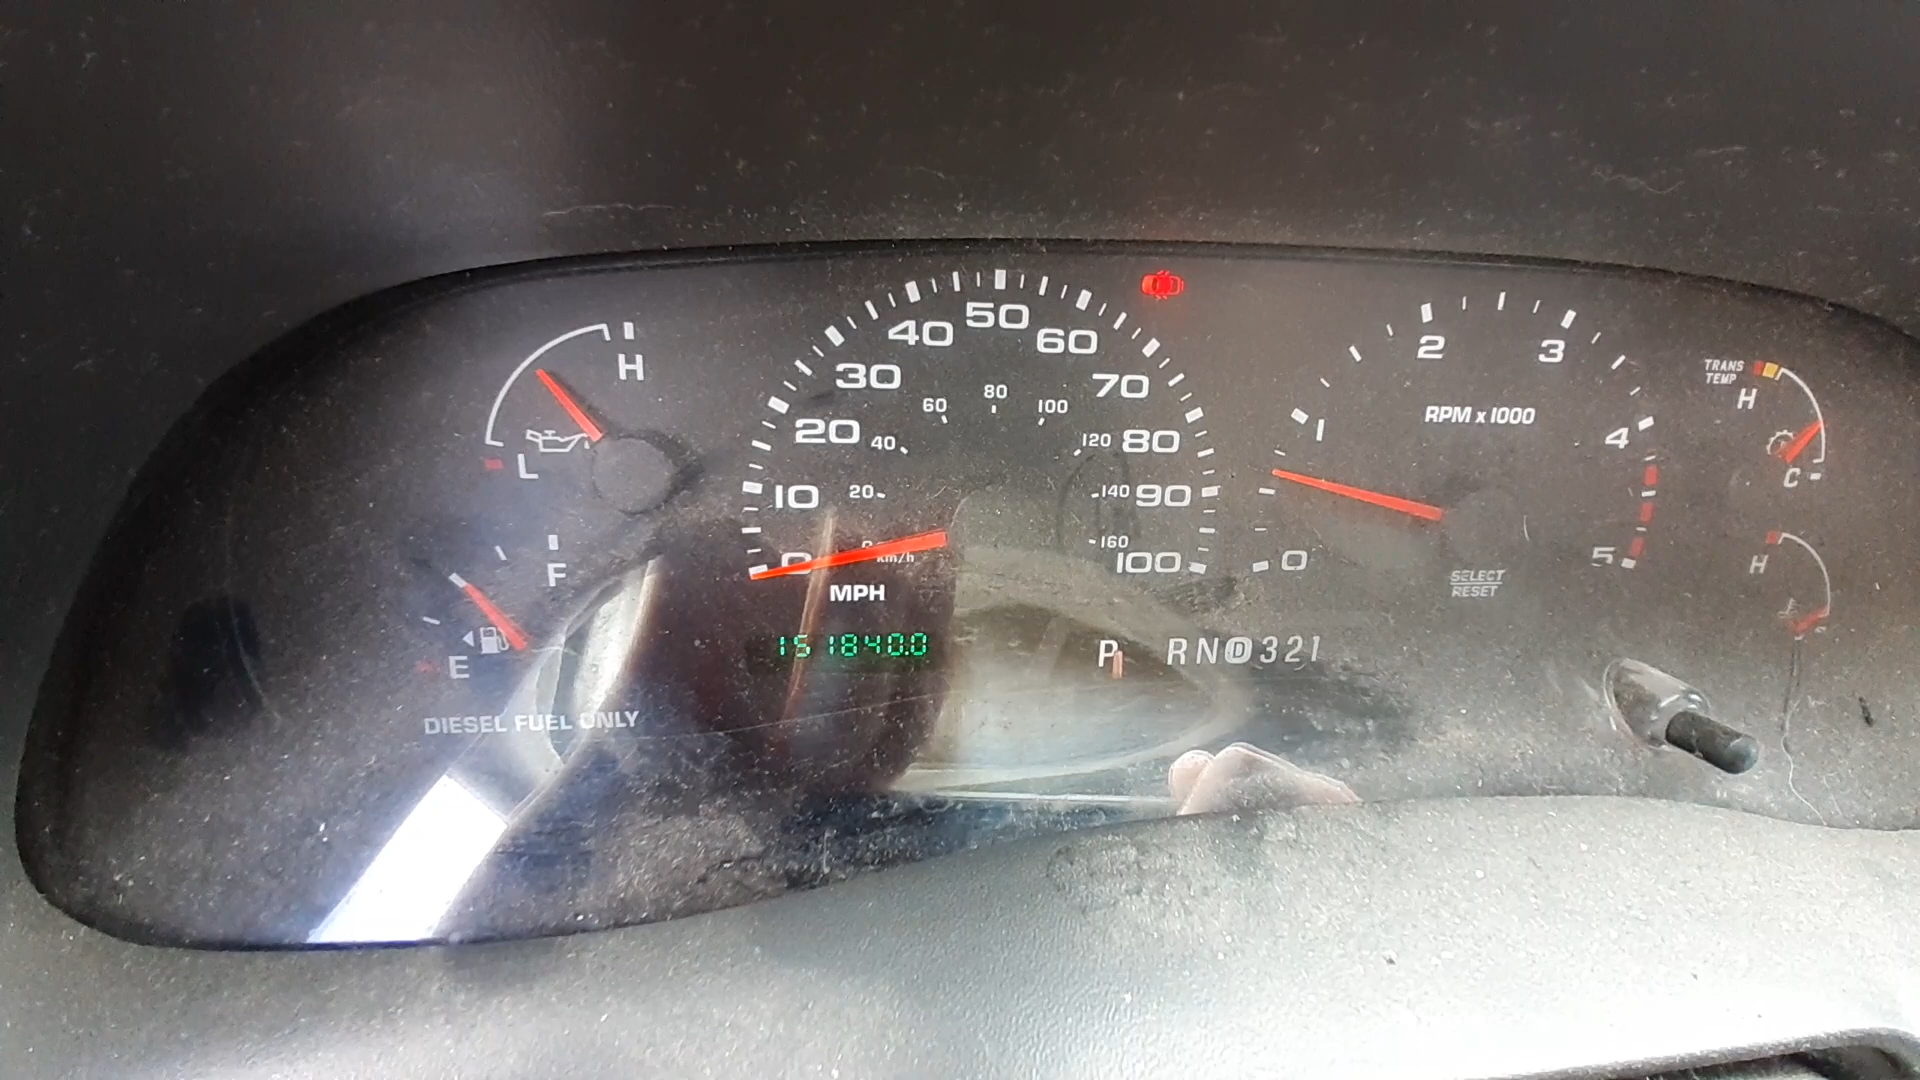 H
L
F
E
DIESEL FUEL ONLY
0 10 20 30 40 50 60 70 80 90 100
20 40 60 80 100 120 140 160
km/h
MPH
151840.0
P RND321
0 1 2 3 4 5
RPM x 1000
SELECT
RESET
TRANS
TEMP
H
C
H